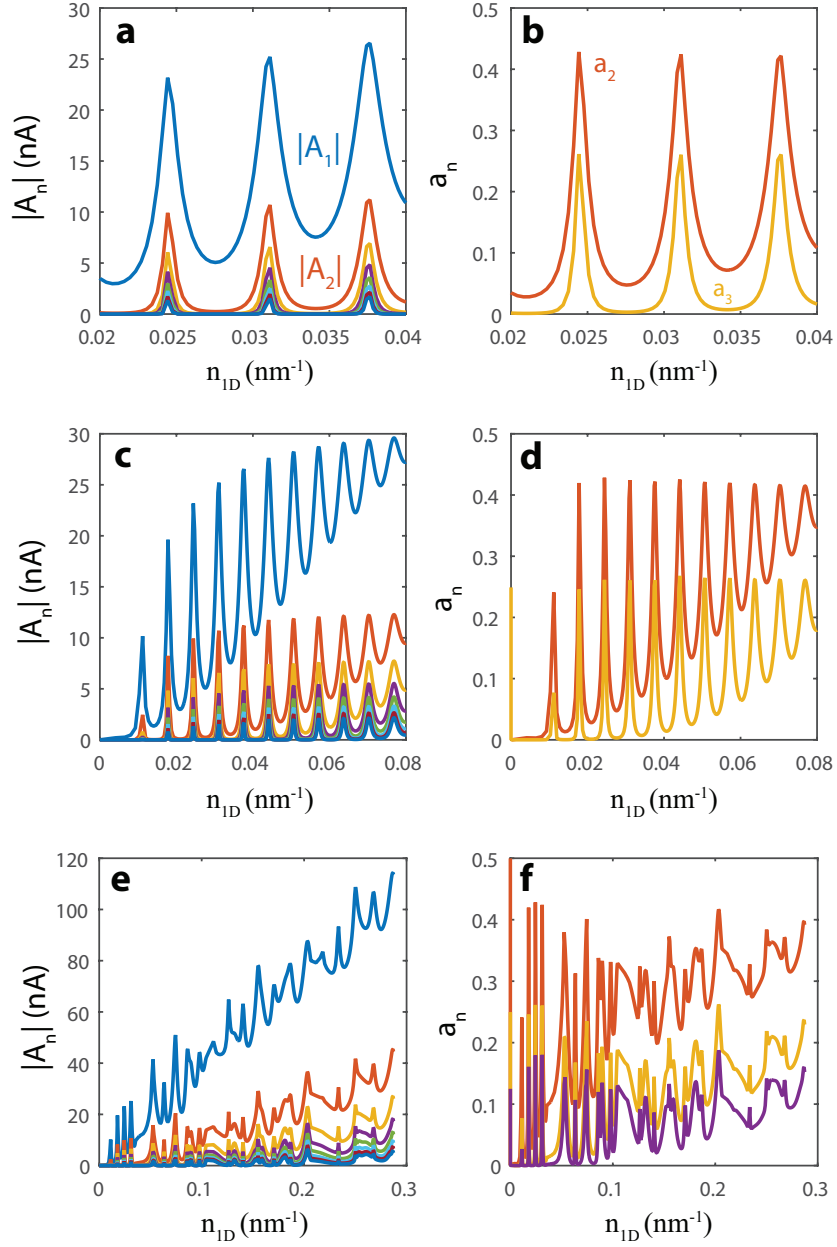 a
30
25
20
15
10
5
0
|Aₙ| (nA)
|A₁|
|A₂|
0.02 0.025 0.03 0.035 0.04
n₁D (nm⁻¹)
b
0.5
0.4
0.3
0.2
0.1
0
aₙ
a₂
a₃
0.02 0.025 0.03 0.035 0.04
n₁D (nm⁻¹)
c
30
25
20
15
10
5
0
|Aₙ| (nA)
0 0.02 0.04 0.06 0.08
n₁D (nm⁻¹)
d
0.5
0.4
0.3
0.2
0.1
0
aₙ
0 0.02 0.04 0.06 0.08
n₁D (nm⁻¹)
e
120
100
80
60
40
20
0
|Aₙ| (nA)
0 0.1 0.2 0.3
n₁D (nm⁻¹)
f
0.5
0.4
0.3
0.2
0.1
0
aₙ
0 0.1 0.2 0.3
n₁D (nm⁻¹)